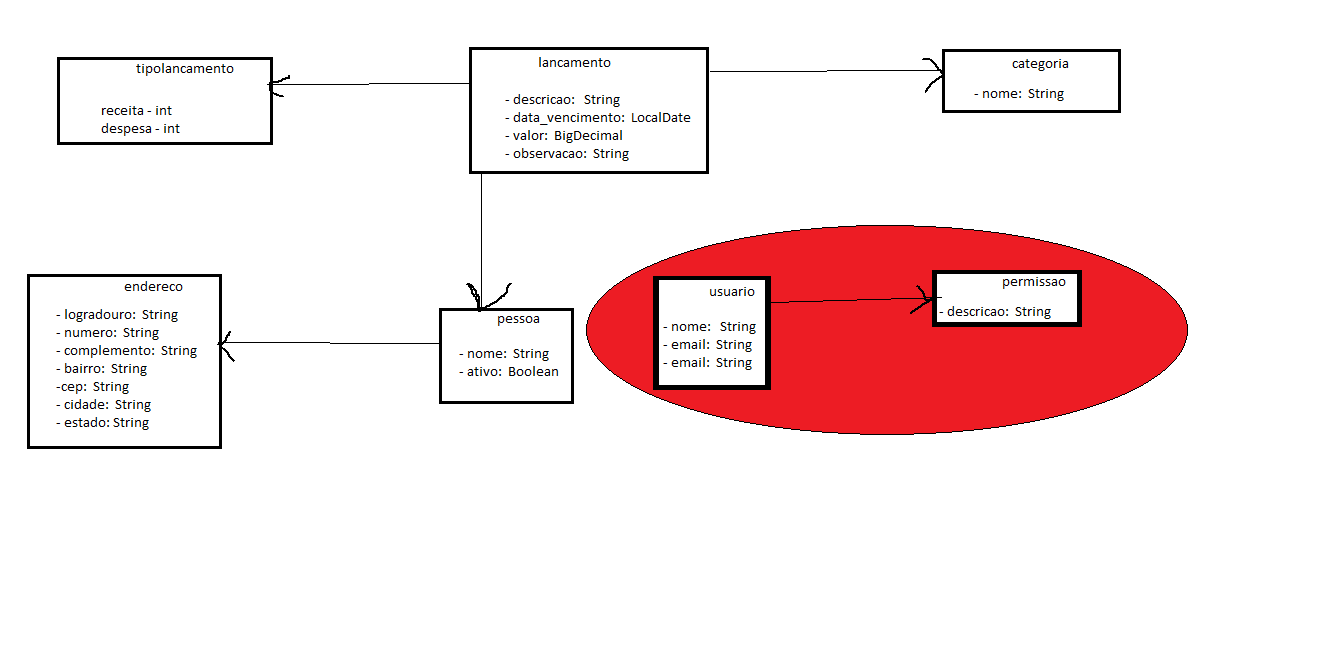 tipolancamento
receita - int
despesa - int
lancamento
- descricao: String
- data_vencimento: LocalDate
- valor: BigDecimal
- observacao: String
categoria
- nome: String
endereco
- logradouro: String
- numero: String
- complemento: String
- bairro: String
-cep: String
- cidade: String
- estado: String
pessoa
- nome: String
- ativo: Boolean
usuario
- nome: String
- email: String
- email: String
permissao
- descricao: String